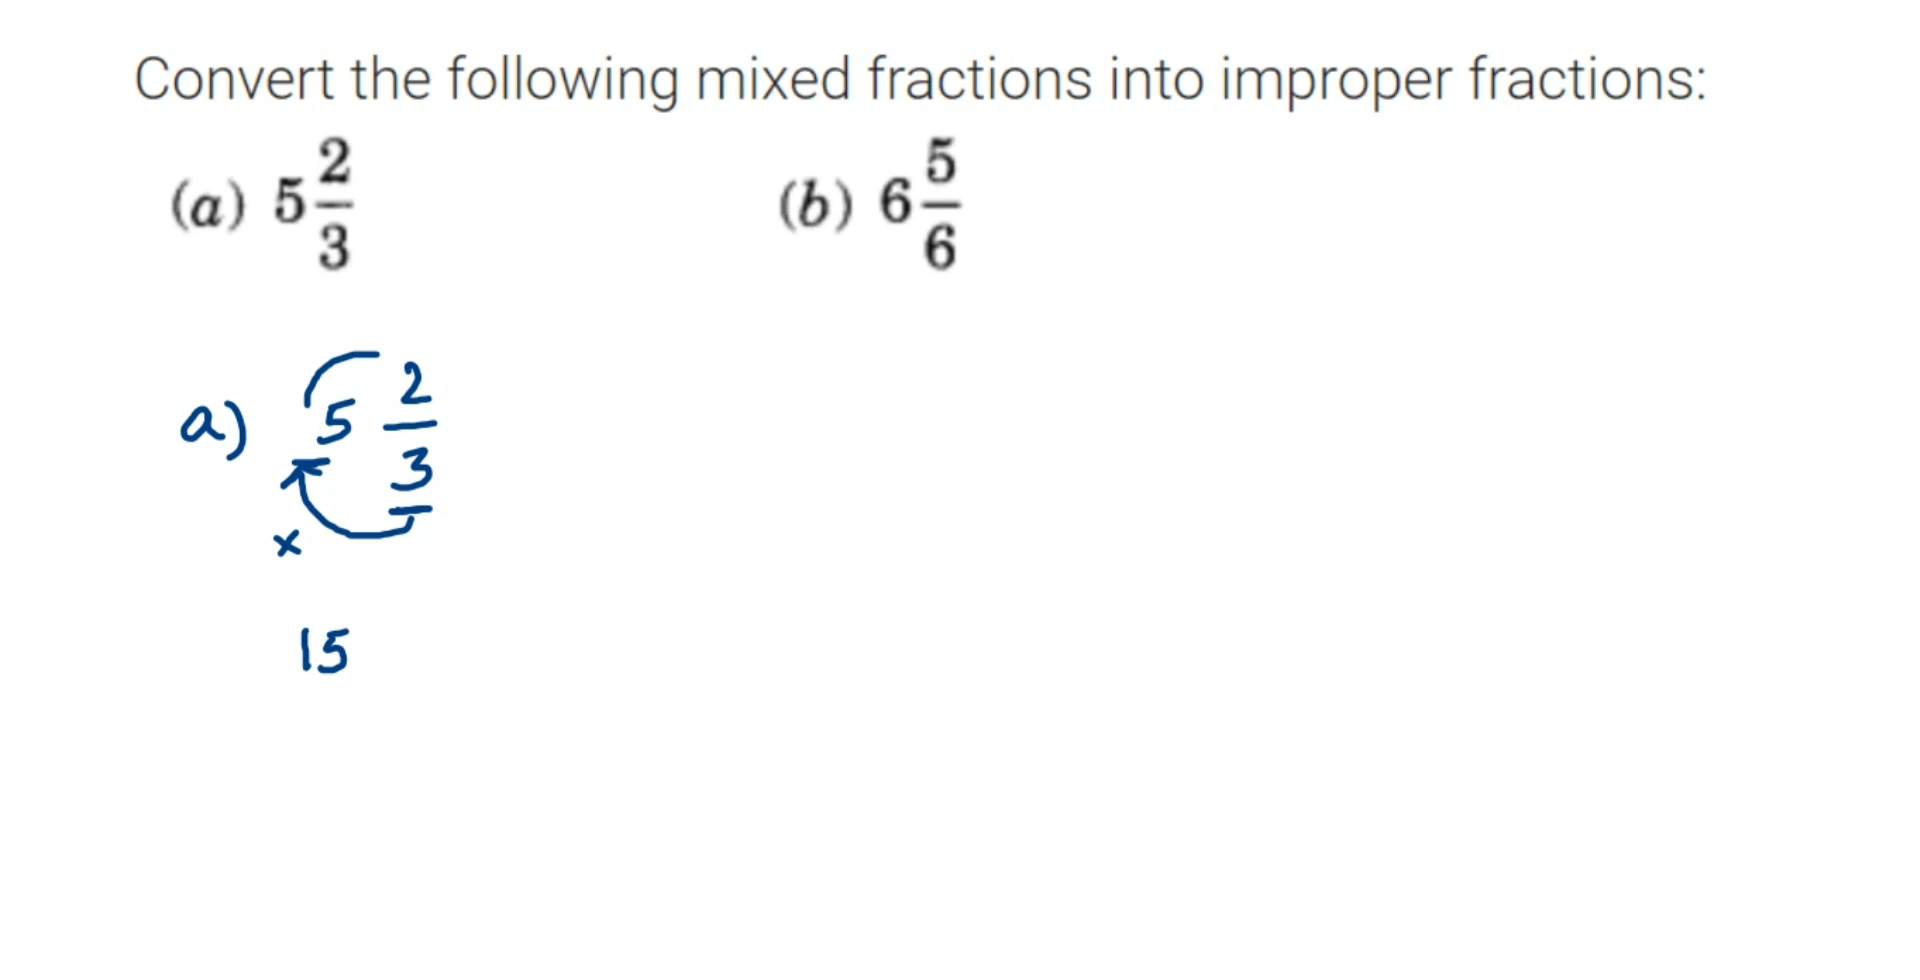 Convert the following mixed fractions into improper fractions:
(a) 5 2/3 (b) 6 5/6
a) 5 2/3
×
15